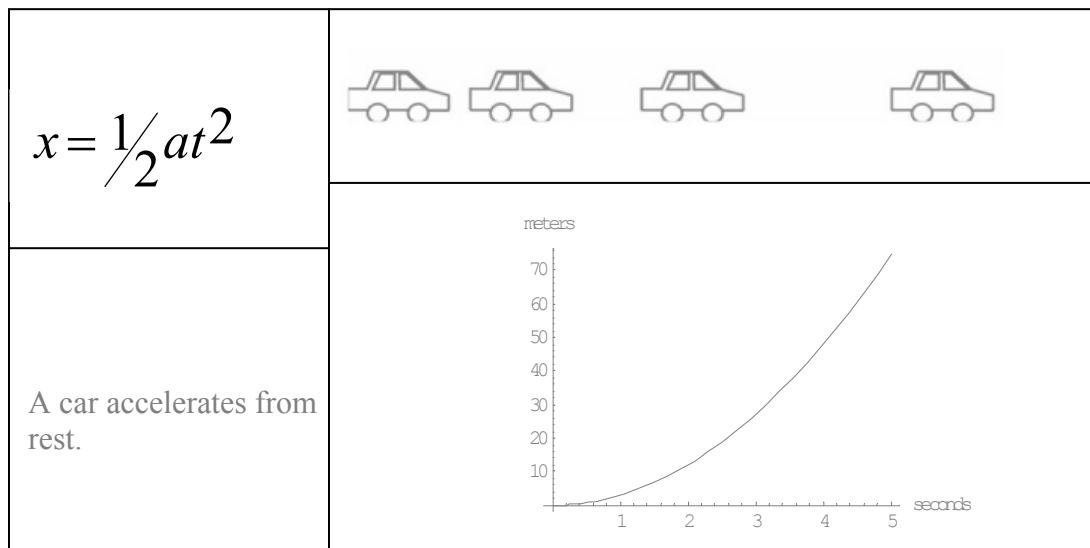 x = 1/2 at²
A car accelerates from
rest.
meters
70
60
50
40
30
20
10
1 2 3 4 5
seconds